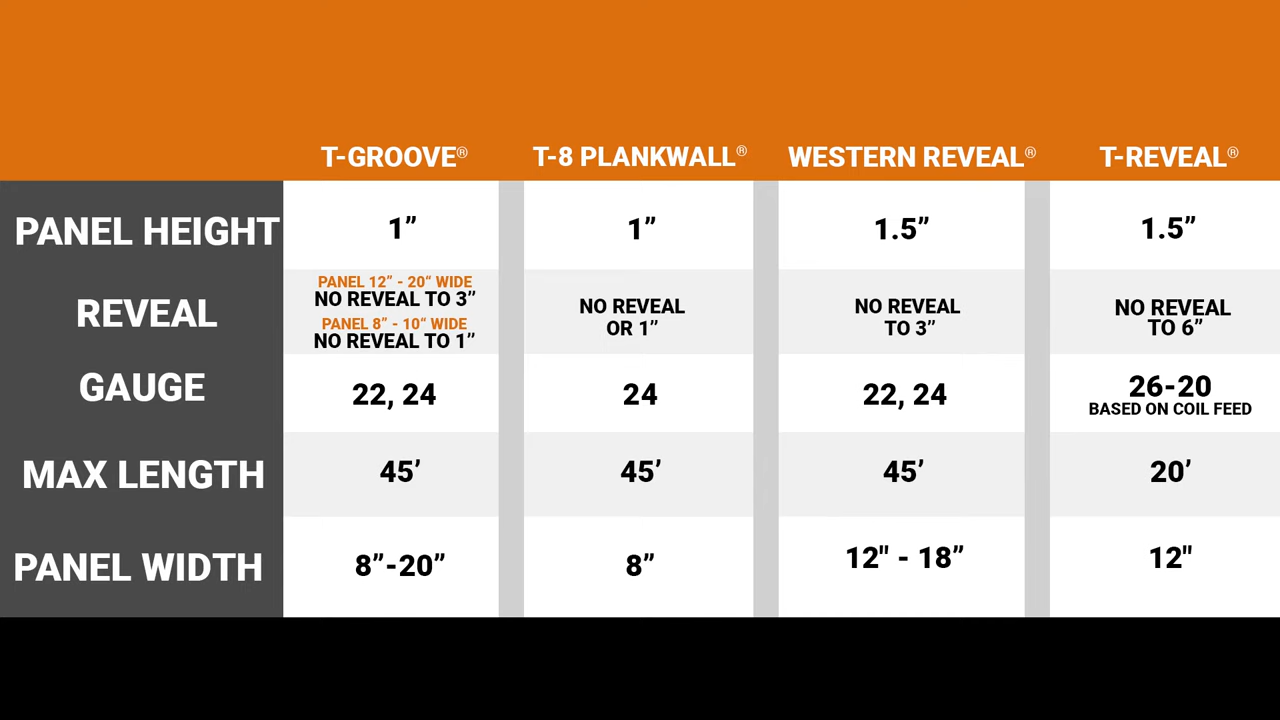 T-GROOVE® T-8 PLANKWALL® WESTERN REVEAL® T-REVEAL®
PANEL HEIGHT 1” 1” 1.5” 1.5”
REVEAL
PANEL 12” - 20“ WIDE
NO REVEAL TO 3”
PANEL 8” - 10“ WIDE
NO REVEAL TO 1”
NO REVEAL
OR 1”
NO REVEAL
TO 3”
NO REVEAL
TO 6”
GAUGE 22, 24 24 22, 24 26-20
BASED ON COIL FEED
MAX LENGTH 45’ 45’ 45’ 20’
PANEL WIDTH 8”-20” 8” 12" - 18” 12"